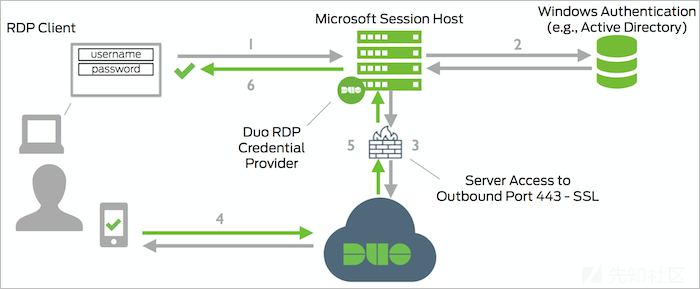 RDP Client
username
password
1
6
Microsoft Session Host
2
Windows Authentication
(e.g., Active Directory)
DUO
Duo RDP
Credential
Provider
5
3
Server Access to
Outbound Port 443 - SSL
4
DUO
先知社区